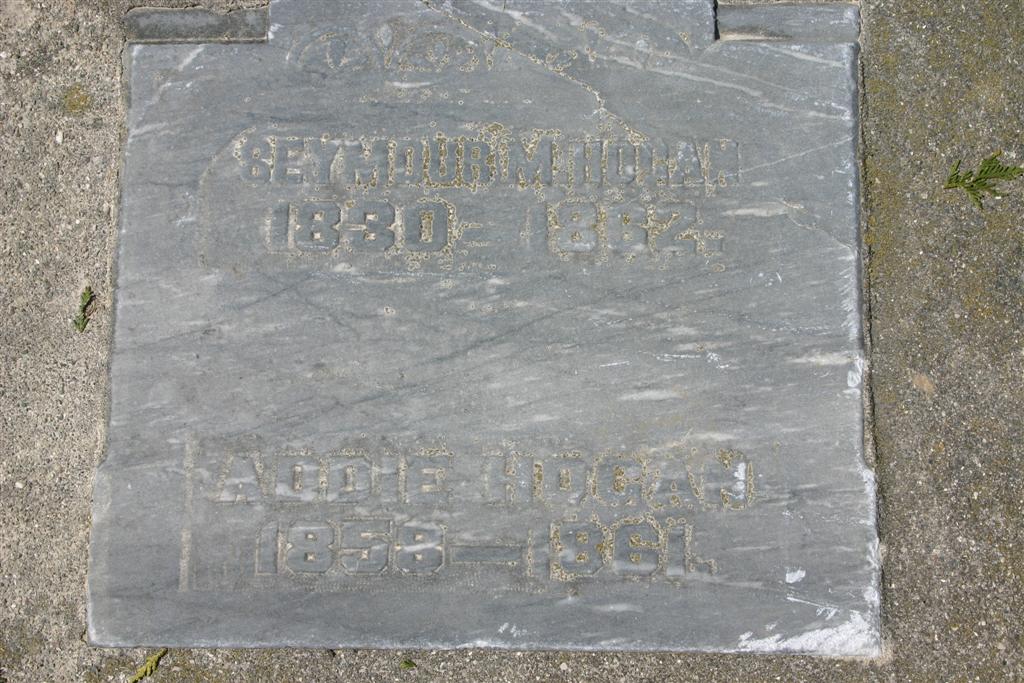 SEYMOUR M HOGAN
1830 - 1862.
ADDIE HOGAN
1858 — 1861.